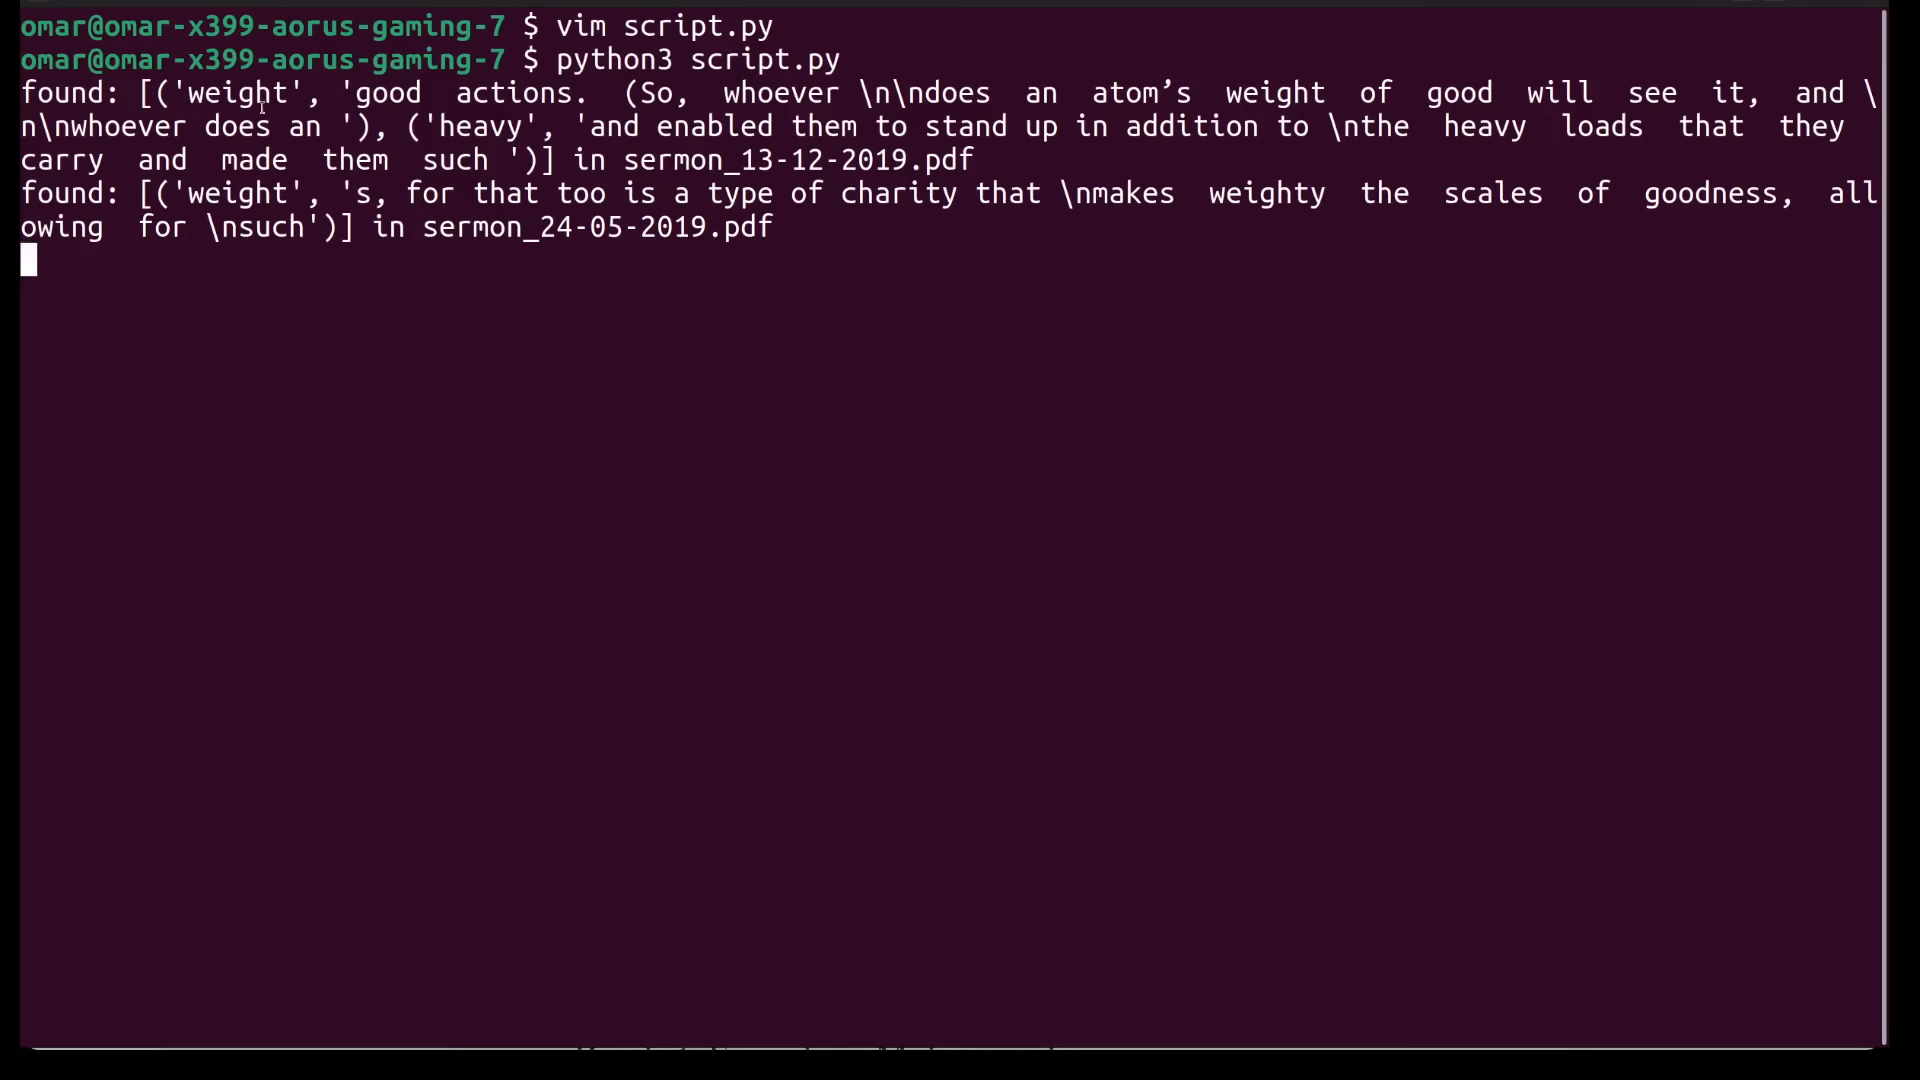 omar@omar-x399-aorus-gaming-7 $ vim script.py
omar@omar-x399-aorus-gaming-7 $ python3 script.py
found: [('weight', 'good  actions.  (So,  whoever \n\ndoes  an  atom’s  weight  of  good  will  see  it,  and \
n\nwhoever does an '), ('heavy', 'and enabled them to stand up in addition to \nthe  heavy  loads  that  they
carry  and  made  them  such ')] in sermon_13-12-2019.pdf
found: [('weight', 's, for that too is a type of charity that \nmakes  weighty  the  scales  of  goodness,  all
owing  for \nsuch')] in sermon_24-05-2019.pdf